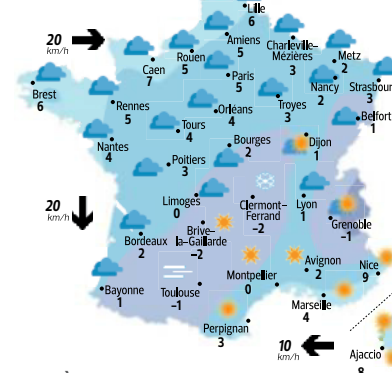 Lille
6
20
km/h
Amiens
5
Charleville-
Mézières
3
Rouen
5
Metz
2
Caen
7
Paris
5
Nancy
2
Strasbour
3
Brest
6
Rennes
5
Orléans
4
Troyes
3
Belfort
1
Tours
4
Nantes
4
Bourges
2
Dijon
1
Poitiers
3
Limoges
0
Clermont-
Ferrand
-2
Lyon
1
20
km/h
Grenoble
-1
Brive-
la-Gaillarde
-2
Bordeaux
2
Avignon
2
Nice
9
Montpellier
0
Bayonne
1
Toulouse
-1
Marseille
4
Perpignan
3
10
km/h
Ajaccio
8